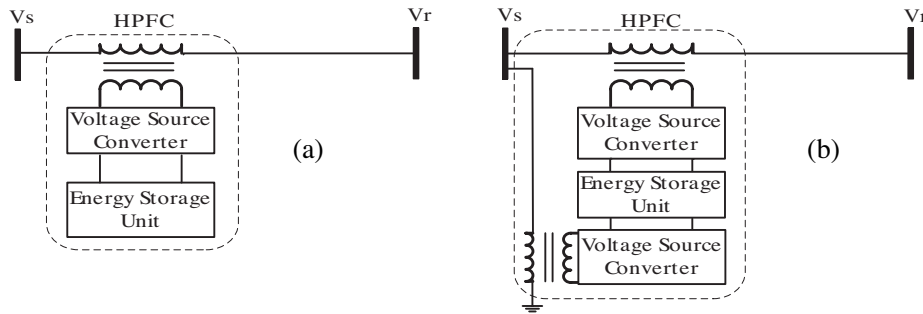 Vs
HPFC
Vr
Voltage Source
Converter
Energy Storage
Unit
(a)
Vs
HPFC
Vr
Voltage Source
Converter
Energy Storage
Unit
Voltage Source
Converter
(b)